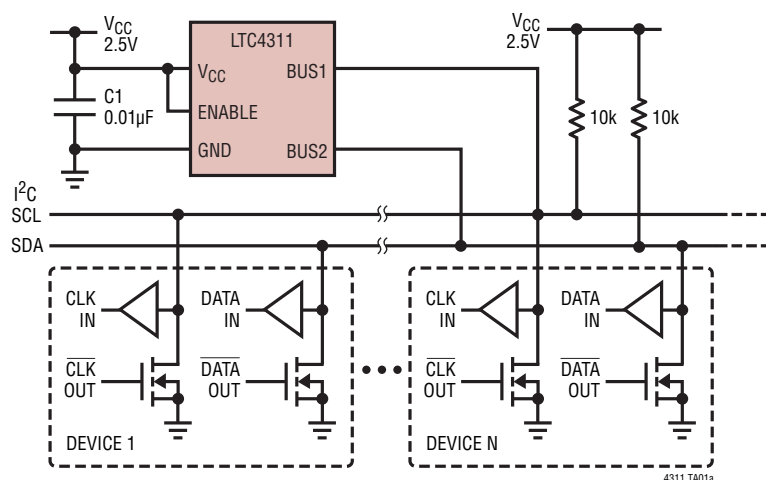 VCC
2.5V
LTC4311
VCC
2.5V
VCC
BUS1
C1
0.01µF
ENABLE
10k
10k
GND
BUS2
I²C
SCL
SDA
CLK
IN
DATA
IN
CLK
IN
DATA
IN
CLK
OUT
DATA
OUT
CLK
OUT
DATA
OUT
DEVICE 1
DEVICE N
4311 TA01a